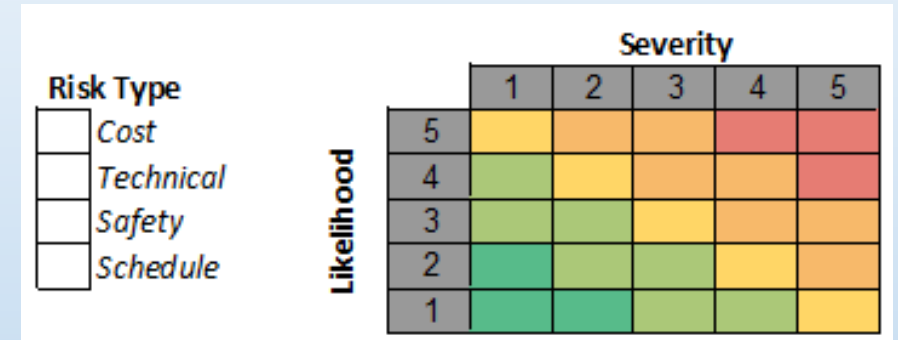 Severity
Risk Type
1 2 3 4 5
Cost
5
Technical
4
Safety
3
Schedule
2
1
Likelihood